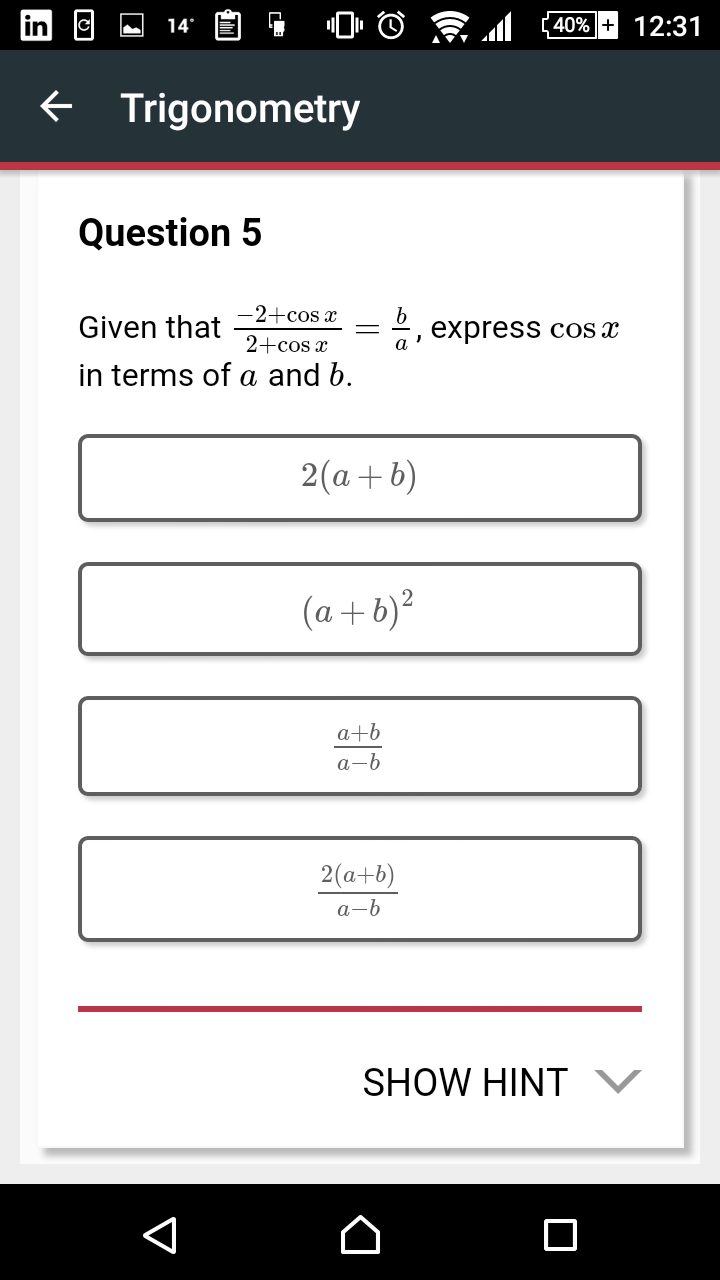 in 14° 40% 12:31
Trigonometry
Question 5
Given that \frac{-2+\cos x}{2+\cos x} = \frac{b}{a}, express \cos x
in terms of a and b.
2(a + b)
(a + b)^2
\frac{a+b}{a-b}
\frac{2(a+b)}{a-b}
SHOW HINT